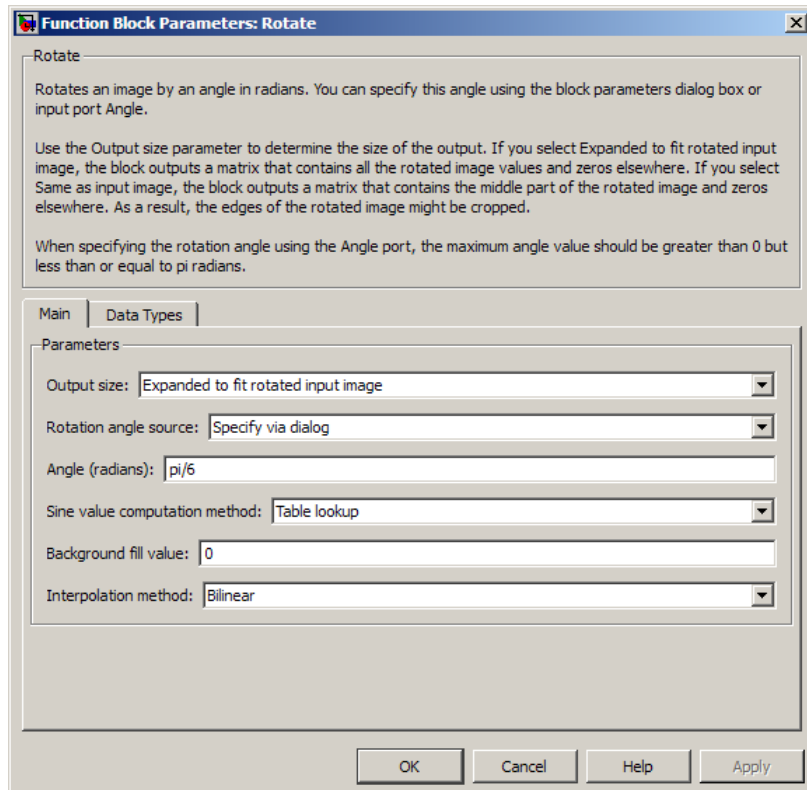 Function Block Parameters: Rotate
Rotate
Rotates an image by an angle in radians. You can specify this angle using the block parameters dialog box or
input port Angle.
Use the Output size parameter to determine the size of the output. If you select Expanded to fit rotated input
image, the block outputs a matrix that contains all the rotated image values and zeros elsewhere. If you select
Same as input image, the block outputs a matrix that contains the middle part of the rotated image and zeros
elsewhere. As a result, the edges of the rotated image might be cropped.
When specifying the rotation angle using the Angle port, the maximum angle value should be greater than 0 but
less than or equal to pi radians.
Main Data Types
Parameters
Output size: Expanded to fit rotated input image
Rotation angle source: Specify via dialog
Angle (radians): pi/6
Sine value computation method: Table lookup
Background fill value: 0
Interpolation method: Bilinear
OK Cancel Help Apply